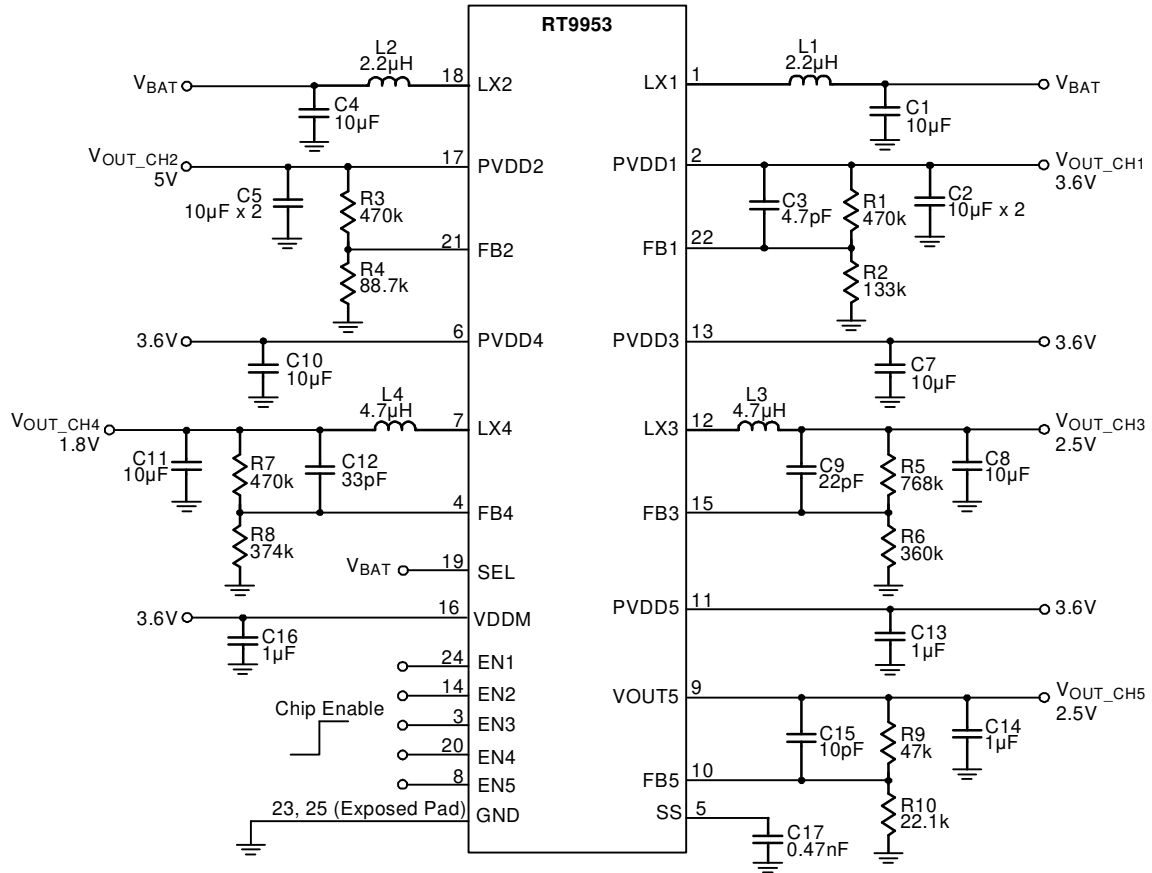 RT9953
L2
2.2µH
VBAT
18
LX2
C4
10µF
VOUT_CH2
5V
17
PVDD2
C5
10µF x 2
R3
470k
21
FB2
R4
88.7k
3.6V
6
PVDD4
C10
10µF
L4
4.7µH
VOUT_CH4
1.8V
7
LX4
C11
10µF
R7
470k
C12
33pF
4
FB4
R8
374k
VBAT
19
SEL
3.6V
16
VDDM
C16
1µF
24
EN1
14
EN2
Chip Enable
3
EN3
20
EN4
8
EN5
23, 25 (Exposed Pad)
GND
L1
2.2µH
LX1
1
VBAT
C1
10µF
PVDD1
2
VOUT_CH1
3.6V
C3
4.7pF
R1
470k
C2
10µF x 2
FB1
22
R2
133k
PVDD3
13
3.6V
C7
10µF
L3
4.7µH
LX3
12
VOUT_CH3
2.5V
C9
22pF
R5
768k
C8
10µF
FB3
15
R6
360k
PVDD5
11
3.6V
C13
1µF
VOUT5
9
VOUT_CH5
2.5V
C15
10pF
R9
47k
C14
1µF
FB5
10
R10
22.1k
SS
5
C17
0.47nF